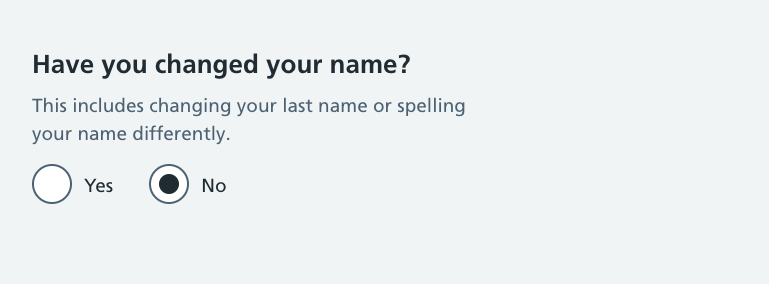 Have you changed your name?
This includes changing your last name or spelling
your name differently.
Yes No